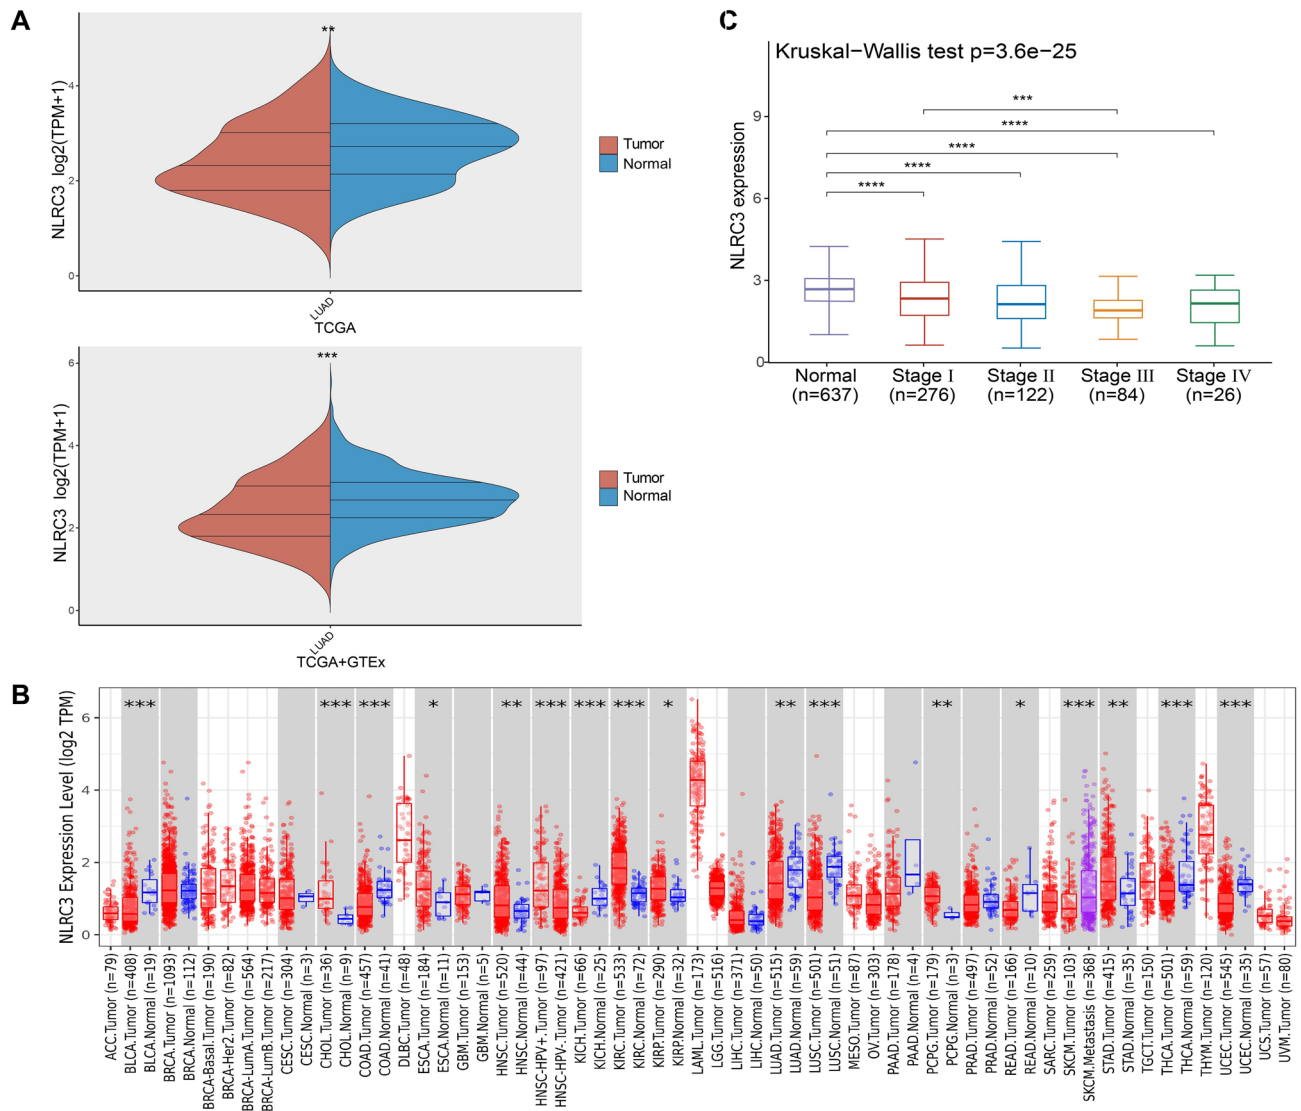 A
**
NLRC3 log2(TPM+1)
4
2
0
LUAD
TCGA
Tumor
Normal
***
NLRC3 log2(TPM+1)
6
4
2
0
LUAD
TCGA+GTEx
Tumor
Normal
C
Kruskal−Wallis test p=3.6e−25
NLRC3 expression
9
6
3
0
***
****
****
****
****
Normal
(n=637)
Stage I
(n=276)
Stage II
(n=122)
Stage III
(n=84)
Stage IV
(n=26)
B
NLRC3 Expression Level (log2 TPM)
6
4
2
0
*** *** *** * ** *** *** *** * ** *** ** * *** ** *** ***
ACC.Tumor (n=79)
BLCA.Tumor (n=408)
BLCA.Normal (n=19)
BRCA.Tumor (n=1093)
BRCA.Normal (n=112)
BRCA-Basal.Tumor (n=190)
BRCA-Her2.Tumor (n=82)
BRCA-LumA.Tumor (n=564)
BRCA-LumB.Tumor (n=217)
CESC.Tumor (n=304)
CESC.Normal (n=3)
CHOL.Tumor (n=36)
CHOL.Normal (n=9)
COAD.Tumor (n=457)
COAD.Normal (n=41)
DLBC.Tumor (n=48)
ESCA.Tumor (n=184)
ESCA.Normal (n=11)
GBM.Tumor (n=153)
GBM.Normal (n=5)
HNSC.Tumor (n=520)
HNSC.Normal (n=44)
HNSC-HPV+.Tumor (n=97)
HNSC-HPV-.Tumor (n=421)
KICH.Tumor (n=66)
KICH.Normal (n=25)
KIRC.Tumor (n=533)
KIRC.Normal (n=72)
KIRP.Tumor (n=290)
KIRP.Normal (n=32)
LAML.Tumor (n=173)
LGG.Tumor (n=516)
LIHC.Tumor (n=371)
LIHC.Normal (n=50)
LUAD.Tumor (n=515)
LUAD.Normal (n=59)
LUSC.Tumor (n=501)
LUSC.Normal (n=51)
MESO.Tumor (n=87)
OV.Tumor (n=303)
PAAD.Tumor (n=178)
PAAD.Normal (n=4)
PCPG.Tumor (n=179)
PCPG.Normal (n=3)
PRAD.Tumor (n=497)
PRAD.Normal (n=52)
READ.Tumor (n=166)
READ.Normal (n=10)
SARC.Tumor (n=259)
SKCM.Tumor (n=103)
SKCM.Metastasis (n=368)
STAD.Tumor (n=415)
STAD.Normal (n=35)
TGCT.Tumor (n=150)
THCA.Tumor (n=501)
THCA.Normal (n=59)
THYM.Tumor (n=120)
UCEC.Tumor (n=545)
UCEC.Normal (n=35)
UCS.Tumor (n=57)
UVM.Tumor (n=80)